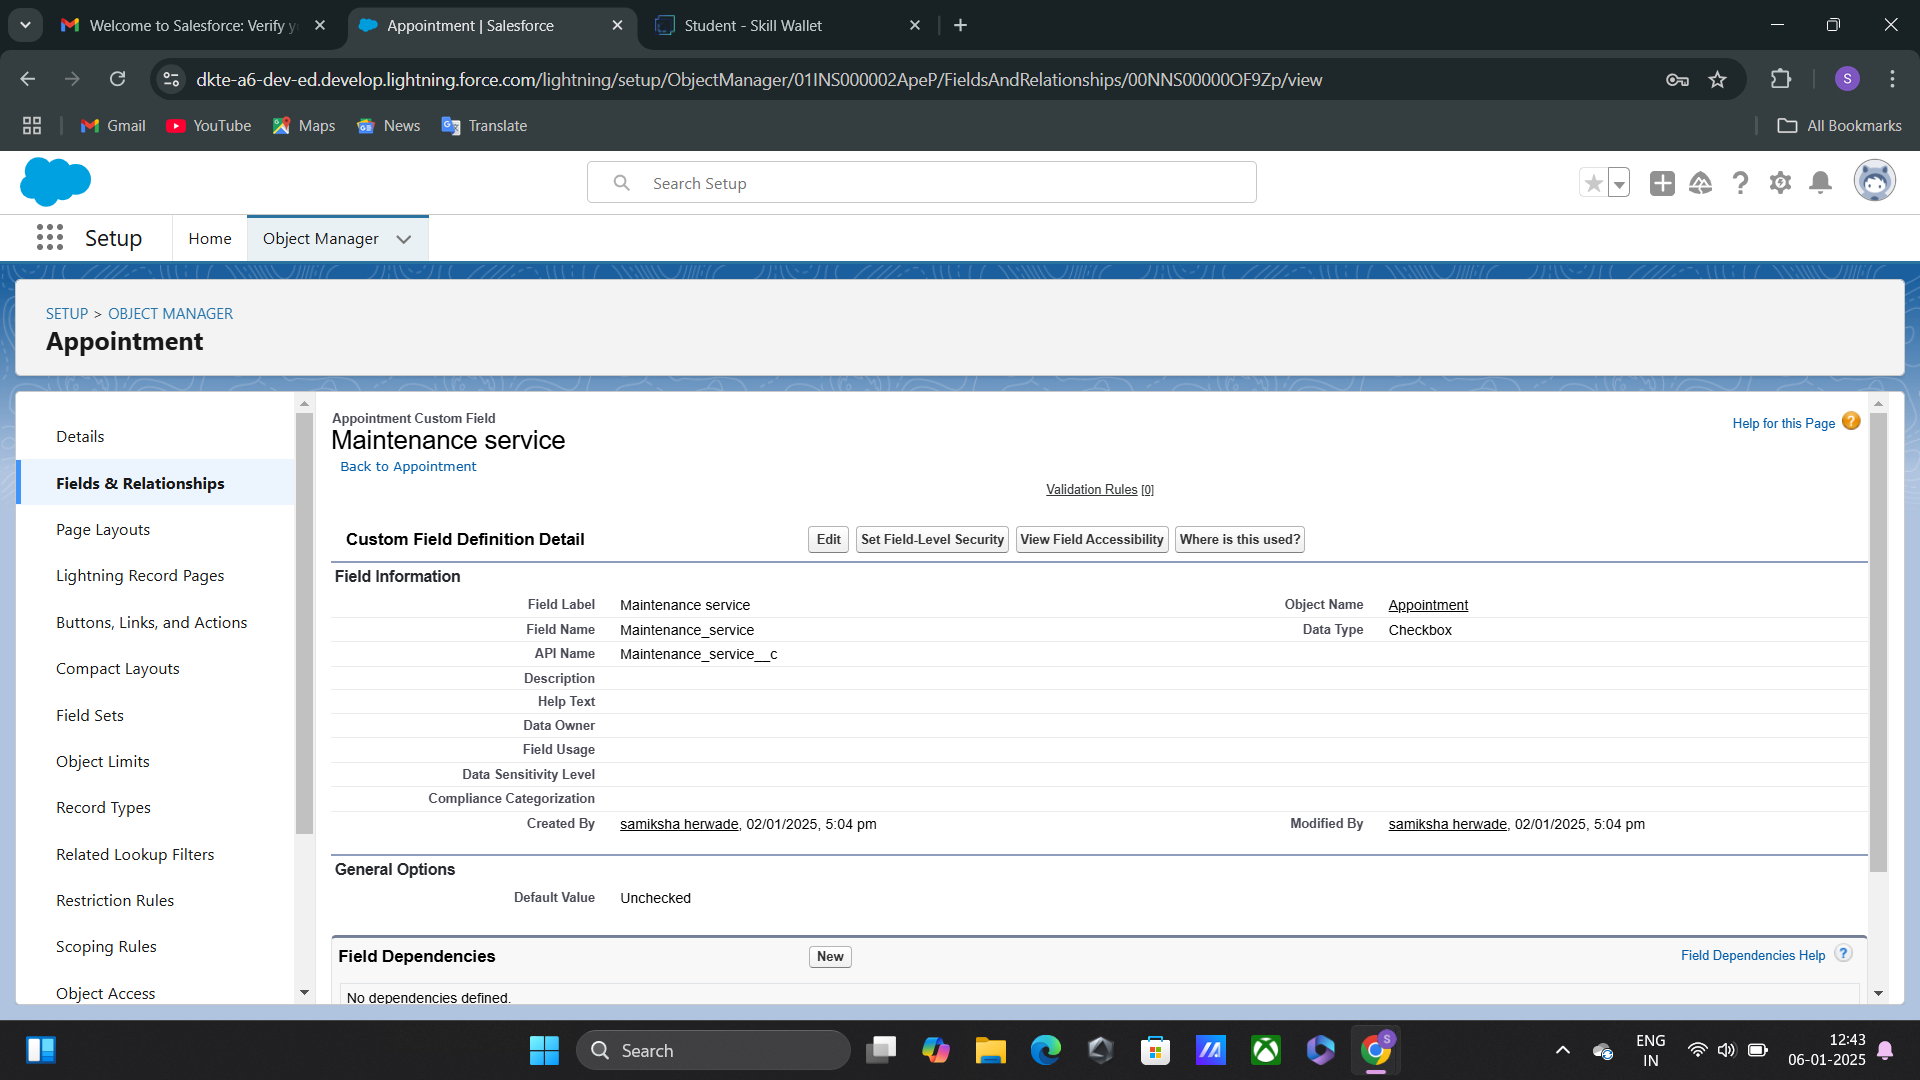 Welcome to Salesforce: Verify y
Appointment | Salesforce
Student - Skill Wallet
dkte-a6-dev-ed.develop.lightning.force.com/lightning/setup/ObjectManager/01INS000002ApeP/FieldsAndRelationships/00NNS00000OF9Zp/view
S
Gmail
YouTube
Maps
News
Translate
All Bookmarks
Search Setup
Setup
Home
Object Manager
SETUP > OBJECT MANAGER
Appointment
Details
Fields & Relationships
Page Layouts
Lightning Record Pages
Buttons, Links, and Actions
Compact Layouts
Field Sets
Object Limits
Record Types
Related Lookup Filters
Restriction Rules
Scoping Rules
Object Access
Appointment Custom Field
Maintenance service
Back to Appointment
Help for this Page
Validation Rules [0]
Custom Field Definition Detail
Edit
Set Field-Level Security
View Field Accessibility
Where is this used?
Field Information
Field Label Maintenance service
Object Name Appointment
Field Name Maintenance_service
Data Type Checkbox
API Name Maintenance_service__c
Description
Help Text
Data Owner
Field Usage
Data Sensitivity Level
Compliance Categorization
Created By samiksha herwade, 02/01/2025, 5:04 pm
Modified By samiksha herwade, 02/01/2025, 5:04 pm
General Options
Default Value Unchecked
Field Dependencies
New
Field Dependencies Help
No dependencies defined.
Search
ENG
IN
12:43
06-01-2025